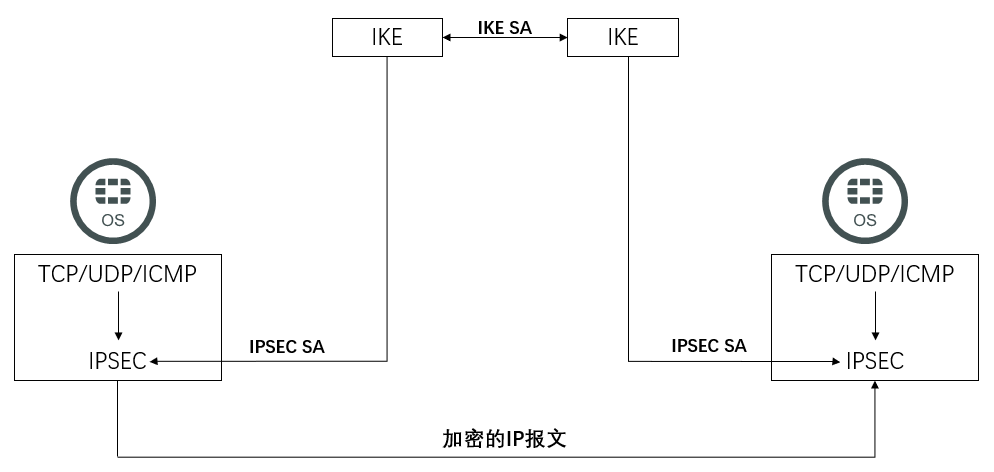 IKE
IKE SA
IKE
OS
OS
TCP/UDP/ICMP
TCP/UDP/ICMP
IPSEC SA
IPSEC SA
IPSEC
IPSEC
加密的IP报文